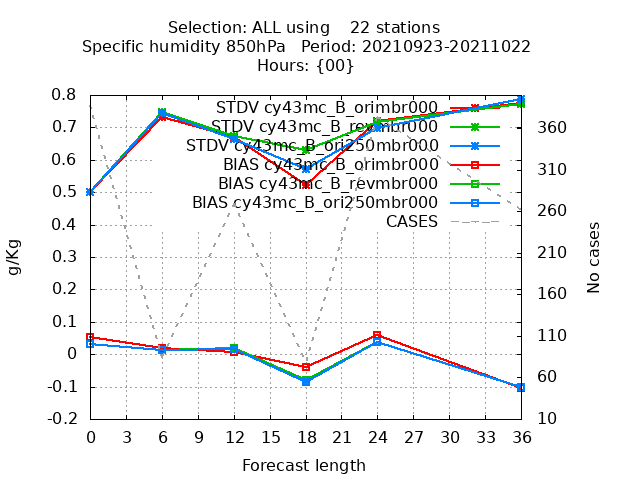 Selection: ALL using 22 stations
Specific humidity 850hPa Period: 20210923-20211022
Hours: {00}
STDV cy43mc_B_orimbr000
STDV cy43mc_B_revmbr000
STDV cy43mc_B_ori250mbr000
BIAS cy43mc_B_orimbr000
BIAS cy43mc_B_revmbr000
BIAS cy43mc_B_ori250mbr000
CASES
g/Kg
0.8
0.7
0.6
0.5
0.4
0.3
0.2
0.1
0
-0.1
-0.2
No cases
360
310
260
210
160
110
60
10
0 3 6 9 12 15 18 21 24 27 30 33 36
Forecast length